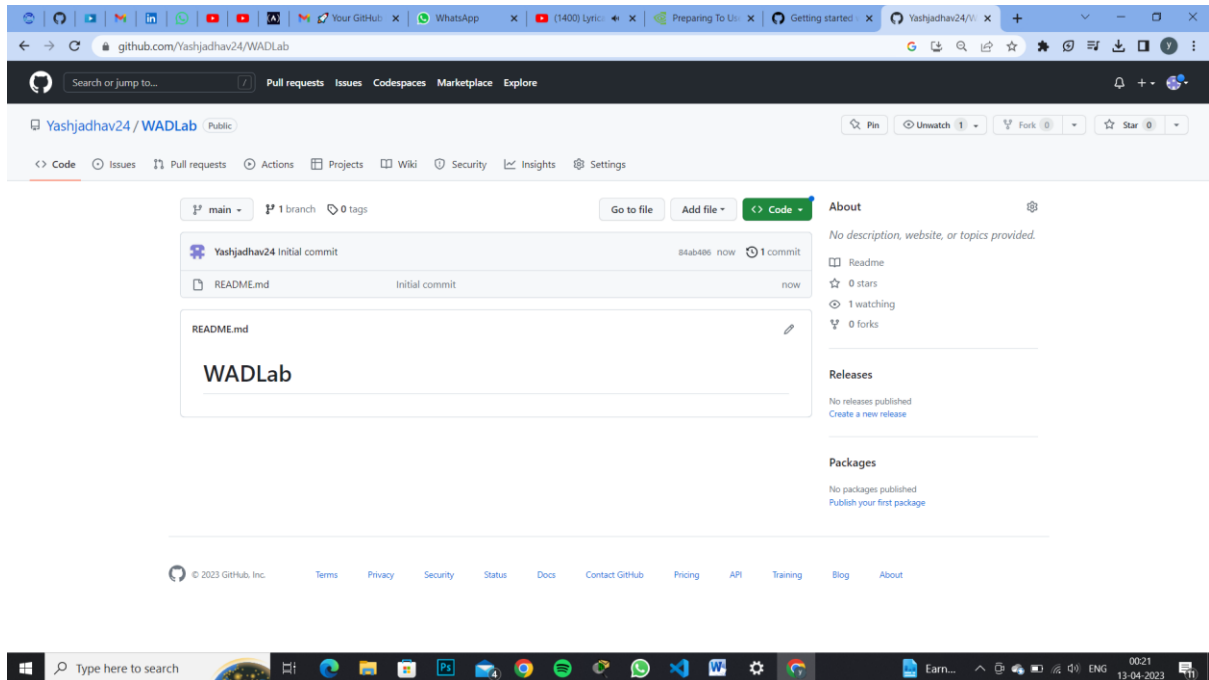 Your GitHub WhatsApp (1400) Lyrics Preparing To Us Getting started Yashjadhav24/W
github.com/Yashjadhav24/WADLab
Search or jump to... / Pull requests Issues Codespaces Marketplace Explore
Yashjadhav24 / WADLab Public Pin Unwatch 1 Fork 0 Star 0
<> Code Issues Pull requests Actions Projects Wiki Security Insights Settings
main 1 branch 0 tags Go to file Add file <> Code
Yashjadhav24 Initial commit 84ab406 now 1 commit
README.md Initial commit now
README.md
WADLab
About
No description, website, or topics provided.
Readme
0 stars
1 watching
0 forks
Releases
No releases published
Create a new release
Packages
No packages published
Publish your first package
© 2023 GitHub, Inc. Terms Privacy Security Status Docs Contact GitHub Pricing API Training Blog About
Type here to search Earn... ENG 00:21
13-04-2023